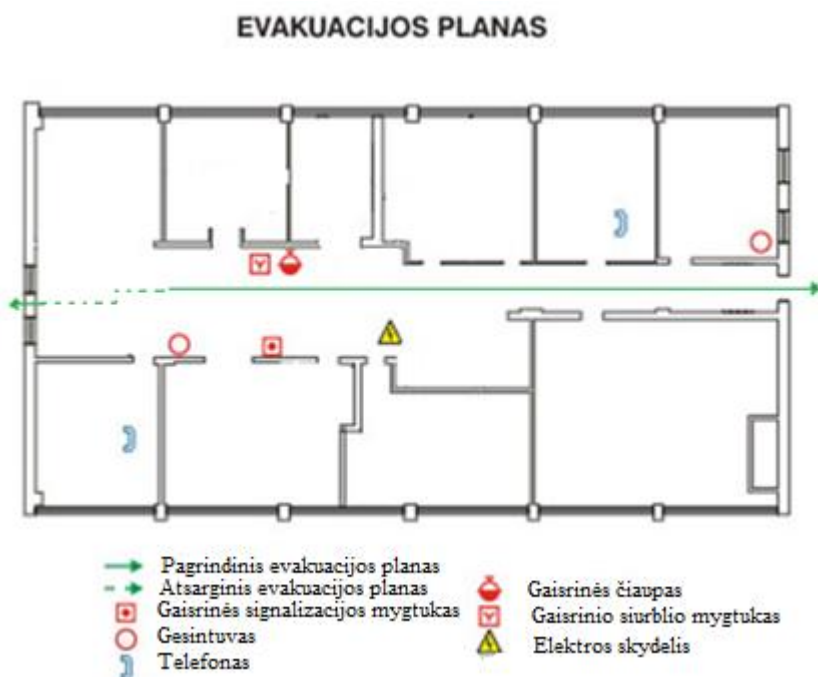 EVAKUACIJOS PLANAS
Pagrindinis evakuacijos planas
Atsarginis evakuacijos planas
Gaisrinės signalizacijos mygtukas
Gesintuvas
Telefonas
Gaisrinės čiaupas
Gaisrinio siurblio mygtukas
Elektros skydelis